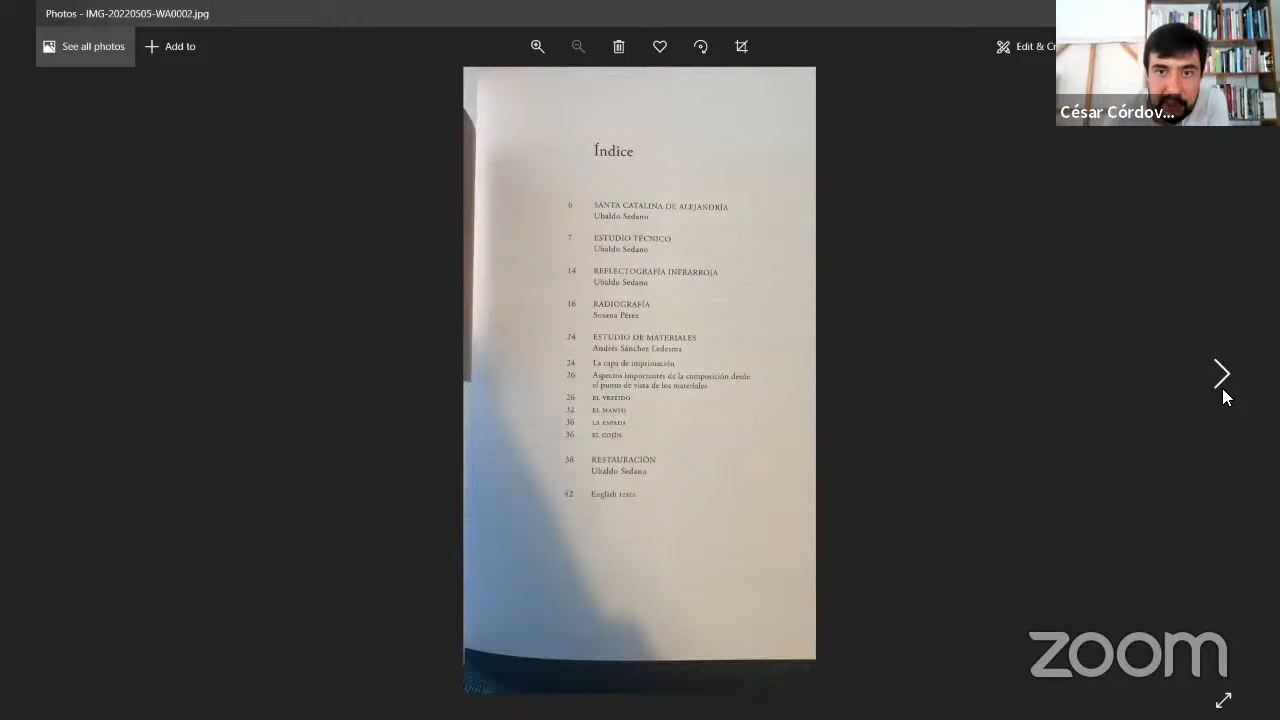 Photos - IMG-20220505-WA0002.jpg
See all photos
Add to
Edit & Cr
César Córdov...
Índice
6 SANTA CATALINA DE ALEJANDRÍA
Ubaldo Sedano
7 ESTUDIO TÉCNICO
Ubaldo Sedano
14 REFLECTOGRAFÍA INFRARROJA
Ubaldo Sedano
16 RADIOGRAFÍA
Susana Pérez
24 ESTUDIO DE MATERIALES
Andrés Sánchez Ledesma
24 La capa de imprimación
26 Aspectos importantes de la composición desde
el punto de vista de los materiales
26 EL VESTIDO
32 EL MANTO
36 LA ESPADA
36 EL COJÍN
38 RESTAURACIÓN
Ubaldo Sedano
42 English texts
zoom